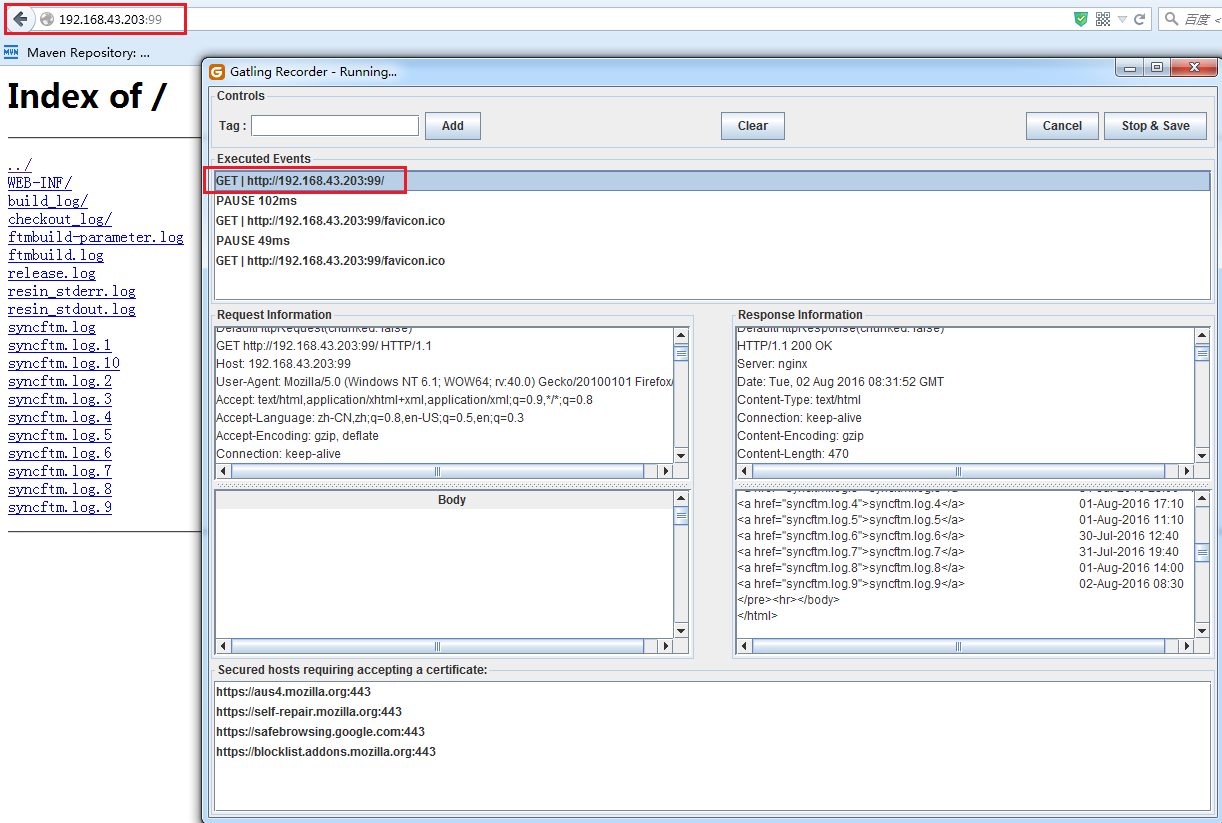 192.168.43.203:99
百度 <
MVN Maven Repository: ...
Index of /
../
WEB-INF/
build_log/
checkout_log/
ftmbuild-parameter.log
ftmbuild.log
release.log
resin_stderr.log
resin_stdout.log
syncftm.log
syncftm.log.1
syncftm.log.10
syncftm.log.2
syncftm.log.3
syncftm.log.4
syncftm.log.5
syncftm.log.6
syncftm.log.7
syncftm.log.8
syncftm.log.9
Gatling Recorder - Running...
Controls
Tag : Add Clear Cancel Stop & Save
Executed Events
GET | http://192.168.43.203:99/
PAUSE 102ms
GET | http://192.168.43.203:99/favicon.ico
PAUSE 49ms
GET | http://192.168.43.203:99/favicon.ico
Request Information
DefaultHttpRequest(chunked: false)
GET http://192.168.43.203:99/ HTTP/1.1
Host: 192.168.43.203:99
User-Agent: Mozilla/5.0 (Windows NT 6.1; WOW64; rv:40.0) Gecko/20100101 Firefox/
Accept: text/html,application/xhtml+xml,application/xml;q=0.9,*/*;q=0.8
Accept-Language: zh-CN,zh;q=0.8,en-US;q=0.5,en;q=0.3
Accept-Encoding: gzip, deflate
Connection: keep-alive
Body
Response Information
DefaultHttpResponse(chunked: false)
HTTP/1.1 200 OK
Server: nginx
Date: Tue, 02 Aug 2016 08:31:52 GMT
Content-Type: text/html
Connection: keep-alive
Content-Encoding: gzip
Content-Length: 470
<a href="syncftm.log.4">syncftm.log.4</a> 01-Aug-2016 17:10
<a href="syncftm.log.5">syncftm.log.5</a> 01-Aug-2016 11:10
<a href="syncftm.log.6">syncftm.log.6</a> 30-Jul-2016 12:40
<a href="syncftm.log.7">syncftm.log.7</a> 31-Jul-2016 19:40
<a href="syncftm.log.8">syncftm.log.8</a> 01-Aug-2016 14:00
<a href="syncftm.log.9">syncftm.log.9</a> 02-Aug-2016 08:30
</pre><hr></body>
</html>
Secured hosts requiring accepting a certificate:
https://aus4.mozilla.org:443
https://self-repair.mozilla.org:443
https://safebrowsing.google.com:443
https://blocklist.addons.mozilla.org:443